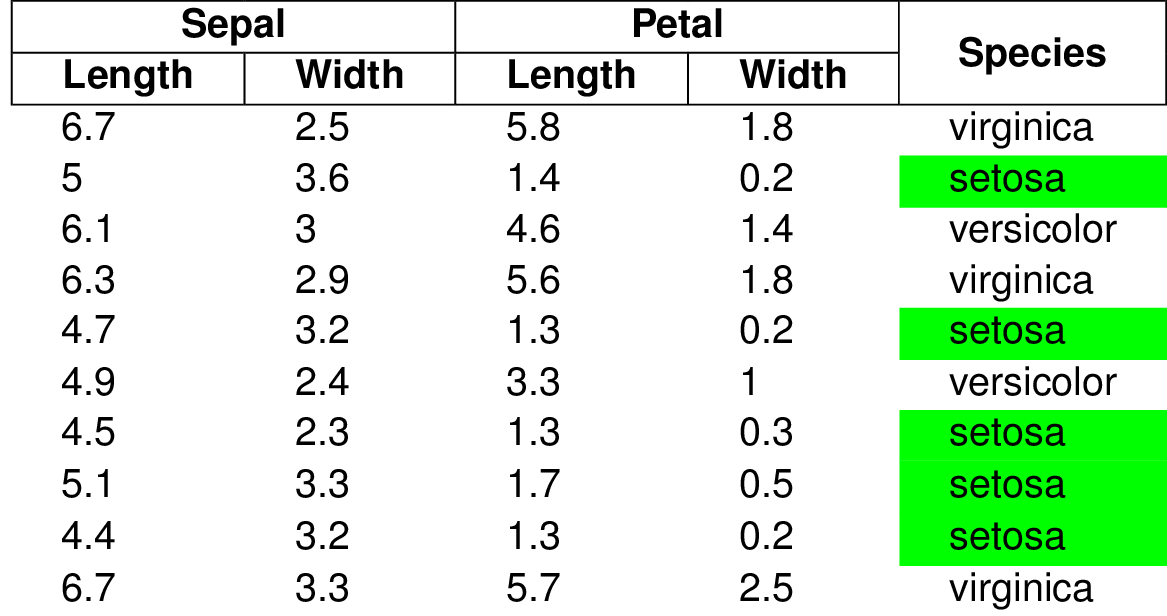 Sepal Petal Species
Length Width Length Width
6.7 2.5 5.8 1.8 virginica
5 3.6 1.4 0.2 setosa
6.1 3 4.6 1.4 versicolor
6.3 2.9 5.6 1.8 virginica
4.7 3.2 1.3 0.2 setosa
4.9 2.4 3.3 1 versicolor
4.5 2.3 1.3 0.3 setosa
5.1 3.3 1.7 0.5 setosa
4.4 3.2 1.3 0.2 setosa
6.7 3.3 5.7 2.5 virginica